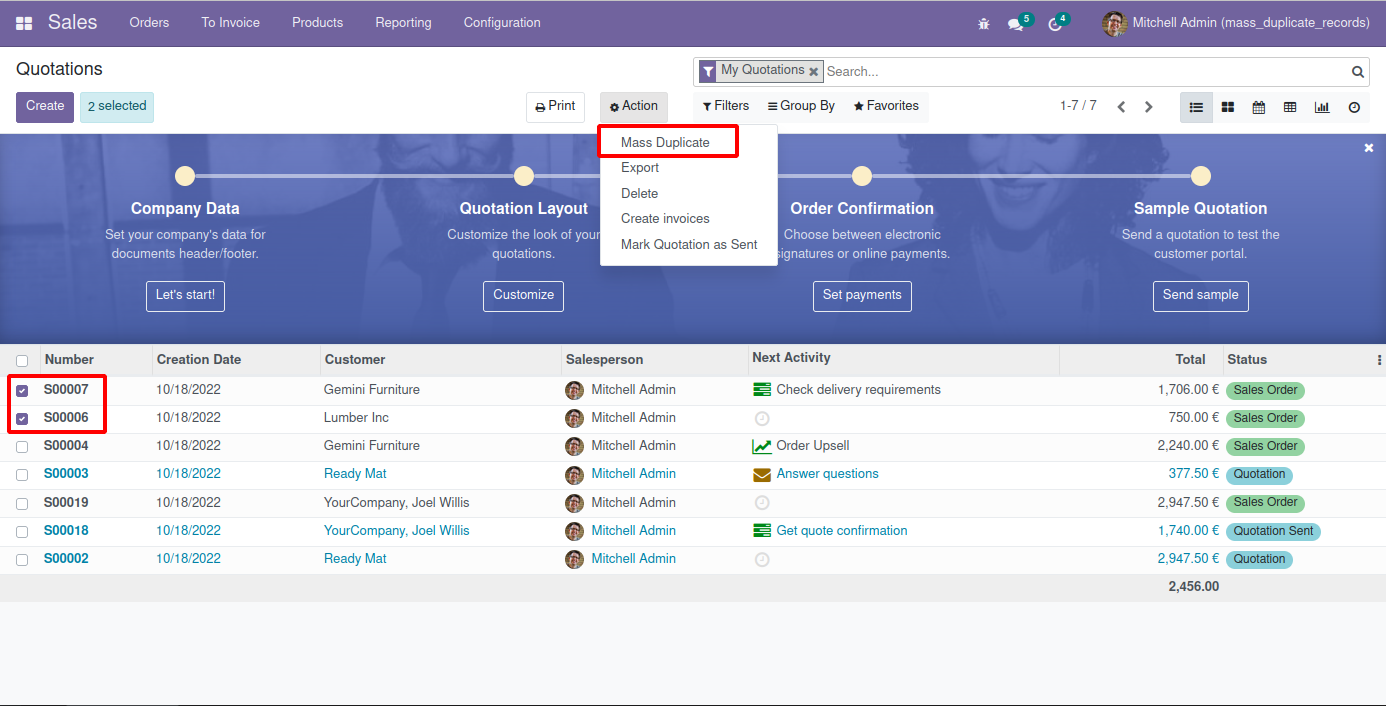 Sales Orders To Invoice Products Reporting Configuration 5 4 Mitchell Admin (mass_duplicate_records)
Quotations
My Quotations Search...
Create 2 selected Print Action Filters Group By Favorites 1-7 / 7
Mass Duplicate
Export
Delete
Create invoices
Mark Quotation as Sent
Company Data
Set your company's data for
documents header/footer.
Let's start!
Quotation Layout
Customize the look of your
quotations.
Customize
Order Confirmation
Choose between electronic
signatures or online payments.
Set payments
Sample Quotation
Send a quotation to test the
customer portal.
Send sample
Number Creation Date Customer Salesperson Next Activity Total Status
S00007 10/18/2022 Gemini Furniture Mitchell Admin Check delivery requirements 1,706.00 € Sales Order
S00006 10/18/2022 Lumber Inc Mitchell Admin 750.00 € Sales Order
S00004 10/18/2022 Gemini Furniture Mitchell Admin Order Upsell 2,240.00 € Sales Order
S00003 10/18/2022 Ready Mat Mitchell Admin Answer questions 377.50 € Quotation
S00019 10/18/2022 YourCompany, Joel Willis Mitchell Admin 2,947.50 € Sales Order
S00018 10/18/2022 YourCompany, Joel Willis Mitchell Admin Get quote confirmation 1,740.00 € Quotation Sent
S00002 10/18/2022 Ready Mat Mitchell Admin 2,947.50 € Quotation
2,456.00